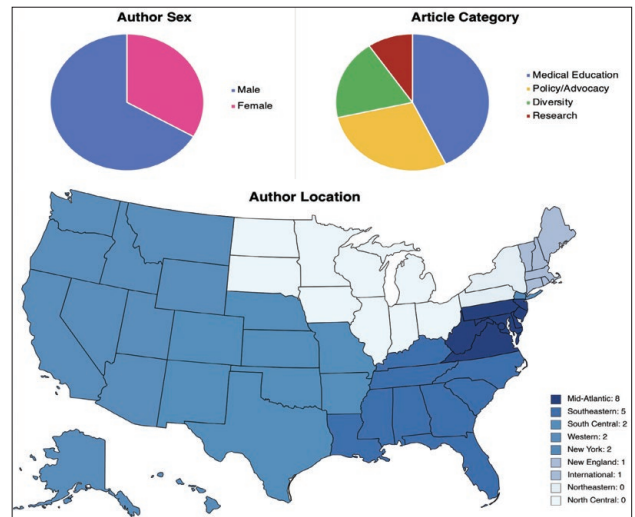 Author Sex
Male
Female
Article Category
Medical Education
Policy/Advocacy
Diversity
Research
Author Location
Mid-Atlantic: 8
Southeastern: 5
South Central: 2
Western: 2
New York: 2
New England: 1
International: 1
Northeastern: 0
North Central: 0